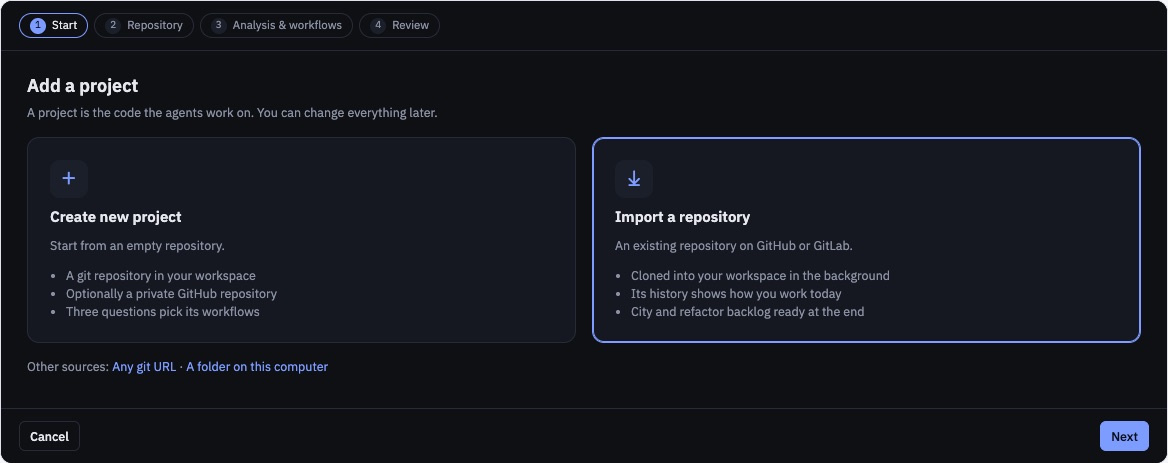 1 Start 2 Repository 3 Analysis & workflows 4 Review
Add a project
A project is the code the agents work on. You can change everything later.
Create new project
Start from an empty repository.
• A git repository in your workspace
• Optionally a private GitHub repository
• Three questions pick its workflows
Import a repository
An existing repository on GitHub or GitLab.
• Cloned into your workspace in the background
• Its history shows how you work today
• City and refactor backlog ready at the end
Other sources: Any git URL · A folder on this computer
Cancel
Next